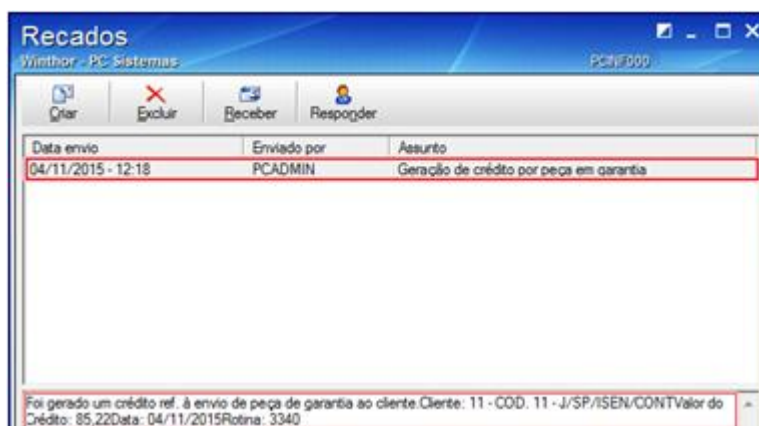 Recados
Winthor - PC Sistemas
PCINF000
Criar Excluir Receber Responder
Data envio Enviado por Assunto
04/11/2015 - 12:18 PCADMIN Geração de crédito por peça em garantia
Foi gerado um crédito ref. à envio de peça de garantia ao cliente.Cliente: 11 - COD. 11 - J/SP/ISEN/CONTValor do
Crédito: 85,22Data: 04/11/2015Rotina: 3340